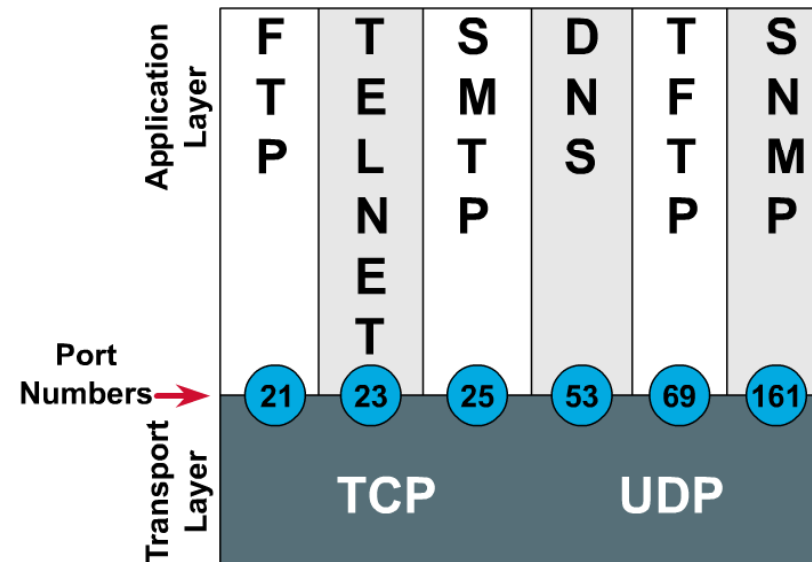 Application
Layer
FTP
TELNET
SMTP
DNS
TFTP
SNMP
Port
Numbers
21
23
25
53
69
161
Transport
Layer
TCP
UDP